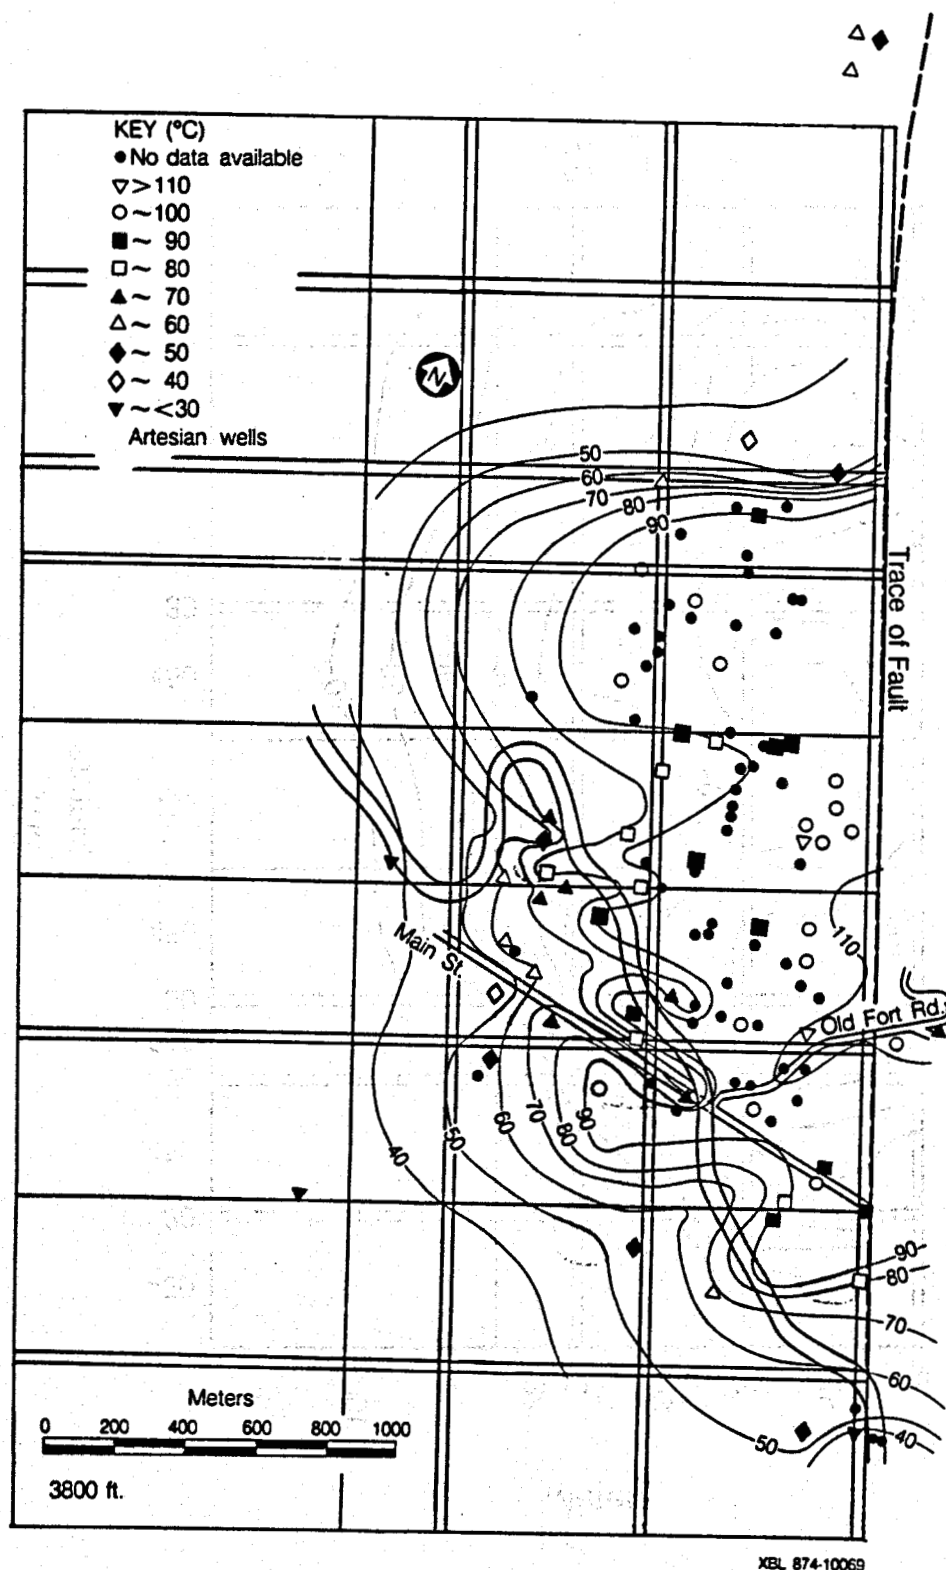 KEY (°C)
No data available
>110
~100
~ 90
~ 80
~ 70
~ 60
~ 50
~ 40
~<30
Artesian wells
N
50
60
70
80
90
Trace of Fault
110
Main St.
Old Fort Rd.
40
50
60
70
80
90
90
80
70
60
50
40
Meters
0 200 400 600 800 1000
3800 ft.
XBL 874-10069